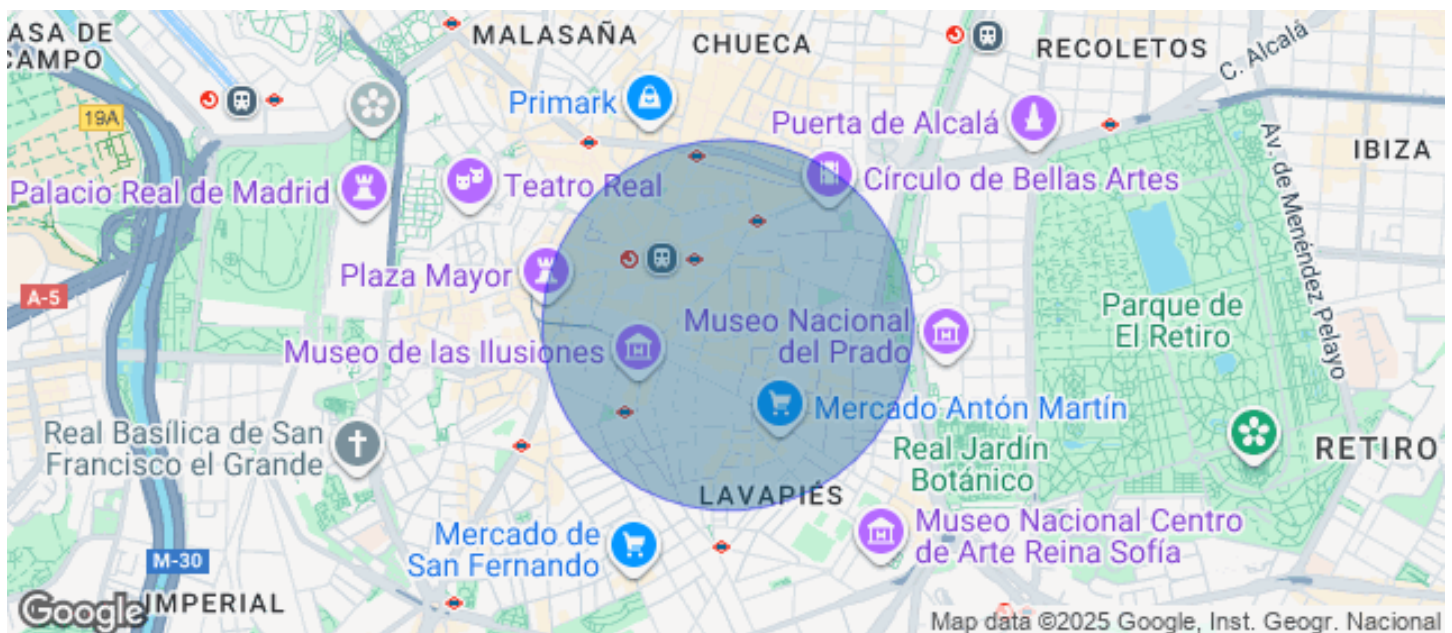 ASA DE
CAMPO
MALASAÑA
CHUECA
RECOLETOS
C. Alcalá
19A
Primark
Puerta de Alcalá
Av. de Menéndez Pelayo
IBIZA
Palacio Real de Madrid
Teatro Real
Círculo de Bellas Artes
Plaza Mayor
A-5
Museo Nacional
del Prado
Parque de
El Retiro
Museo de las Ilusiones
Mercado Antón Martín
Real Basílica de San
Francisco el Grande
Real Jardín
Botánico
RETIRO
LAVAPIÉS
Mercado de
San Fernando
Museo Nacional Centro
de Arte Reina Sofía
M-30
IMPERIAL
Google
Map data ©2025 Google, Inst. Geogr. Nacional